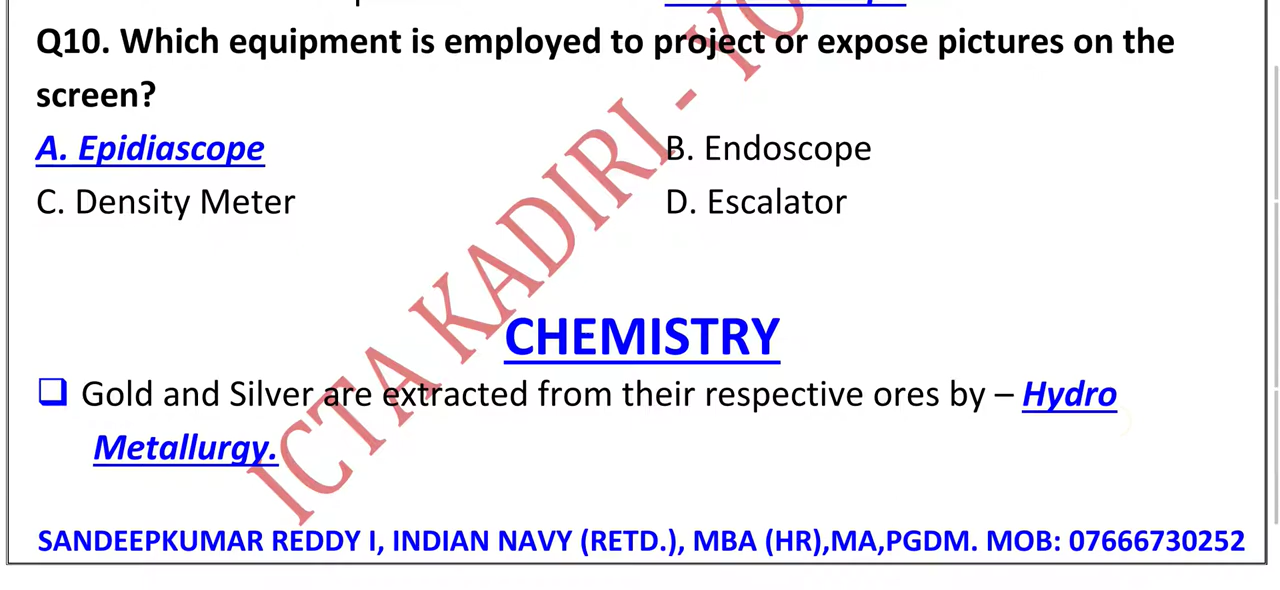 Q10. Which equipment is employed to project or expose pictures on the
screen?
A. Epidiascope B. Endoscope
C. Density Meter D. Escalator
CHEMISTRY
❑ Gold and Silver are extracted from their respective ores by – Hydro
Metallurgy.
ICTA KADIRI - YO
SANDEEPKUMAR REDDY I, INDIAN NAVY (RETD.), MBA (HR),MA,PGDM. MOB: 07666730252